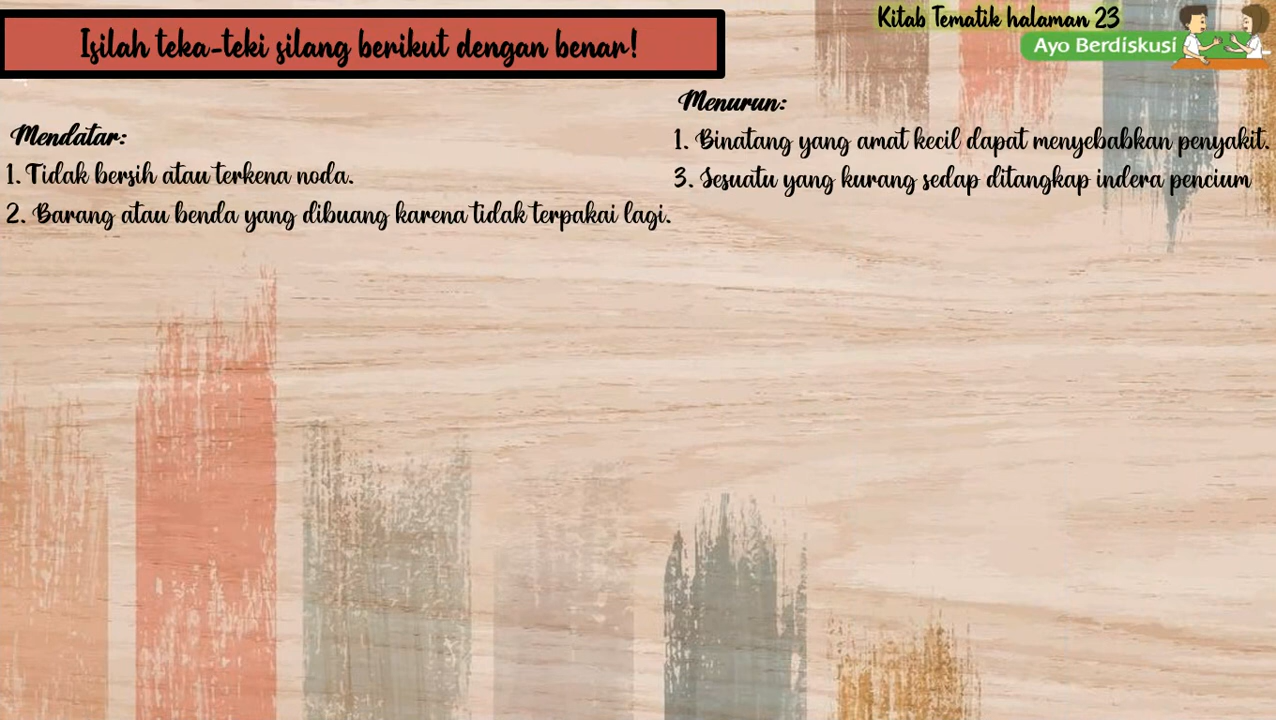 Kitab Tematik halaman 23
Isilah teka-teki silang berikut dengan benar!
Ayo Berdiskusi
Mendatar:
1. Tidak bersih atau terkena noda.
2. Barang atau benda yang dibuang karena tidak terpakai lagi.
Menurun:
1. Binatang yang amat kecil dapat menyebabkan penyakit.
3. Sesuatu yang kurang sedap ditangkap indera pencium